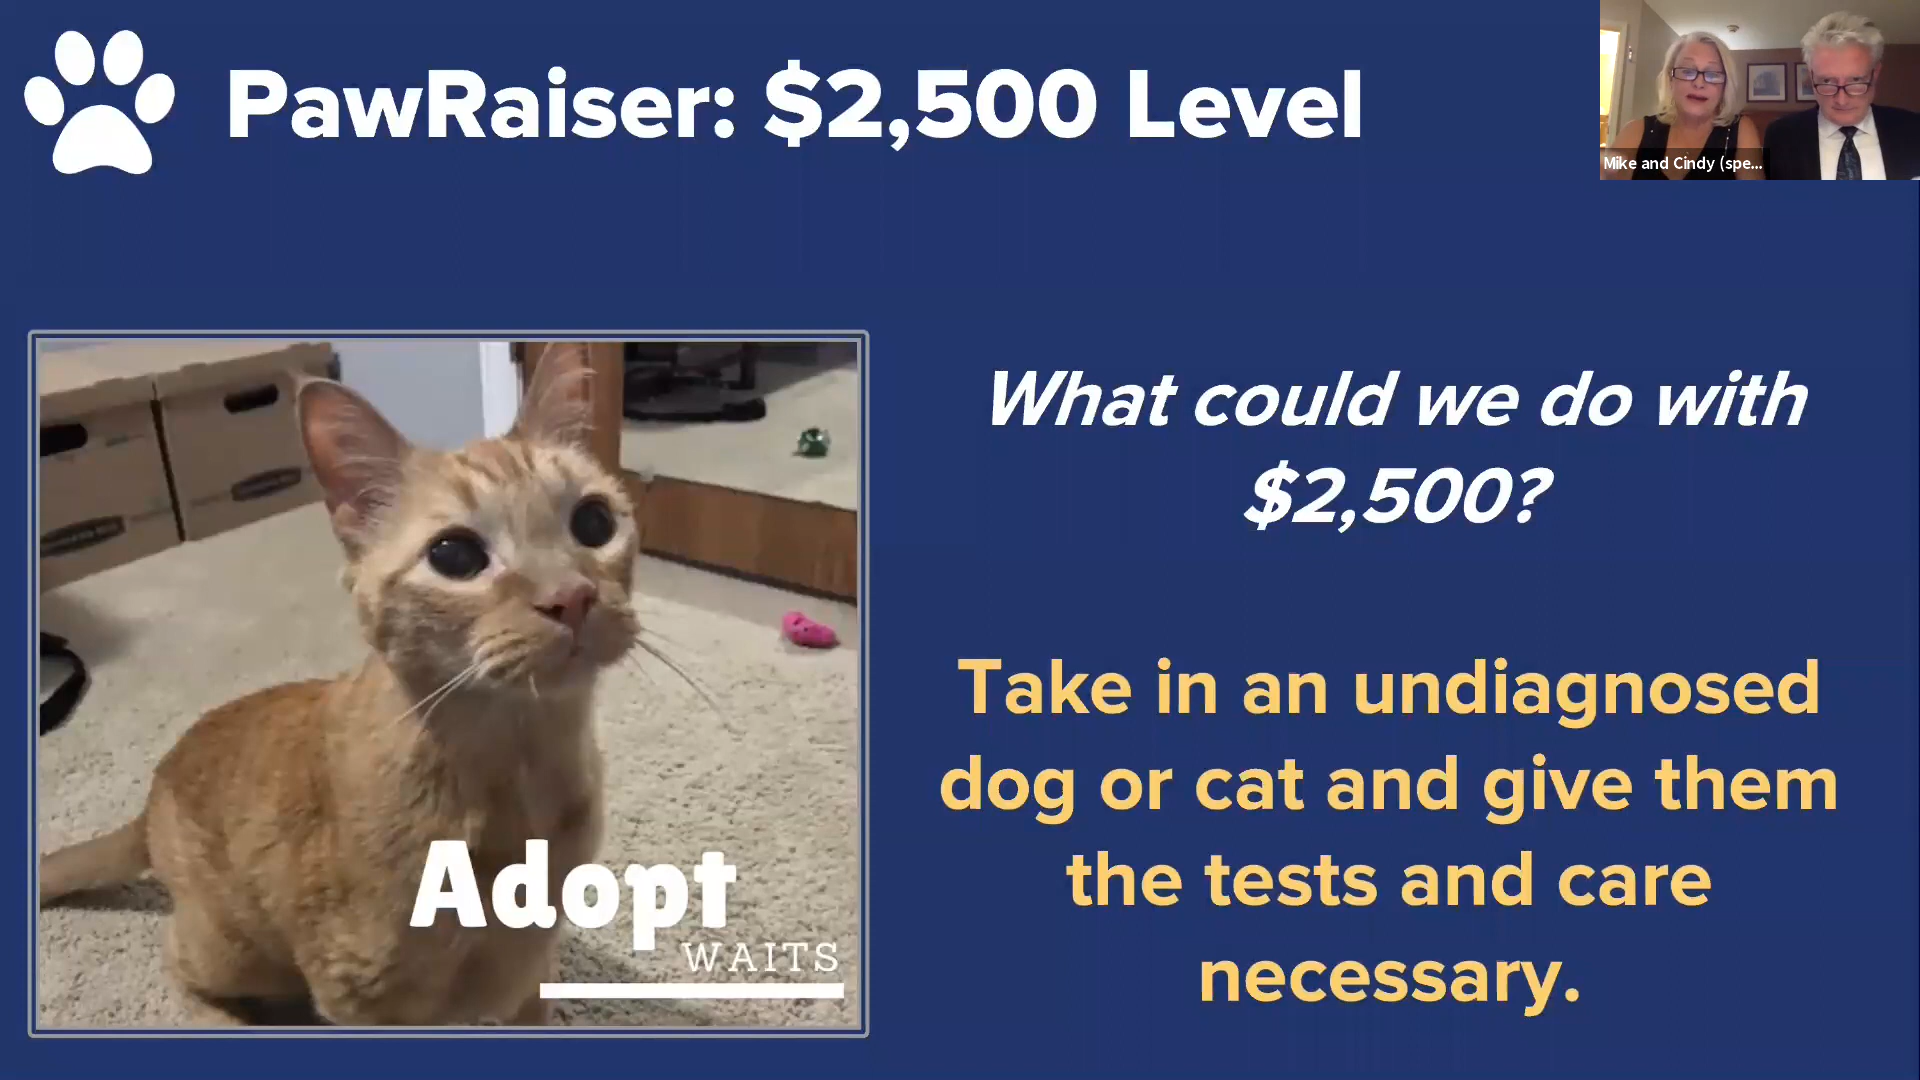 PawRaiser: $2,500 Level
Mike and Cindy (spe...
What could we do with
$2,500?
Take in an undiagnosed
dog or cat and give them
the tests and care
necessary.
Adopt
WAITS